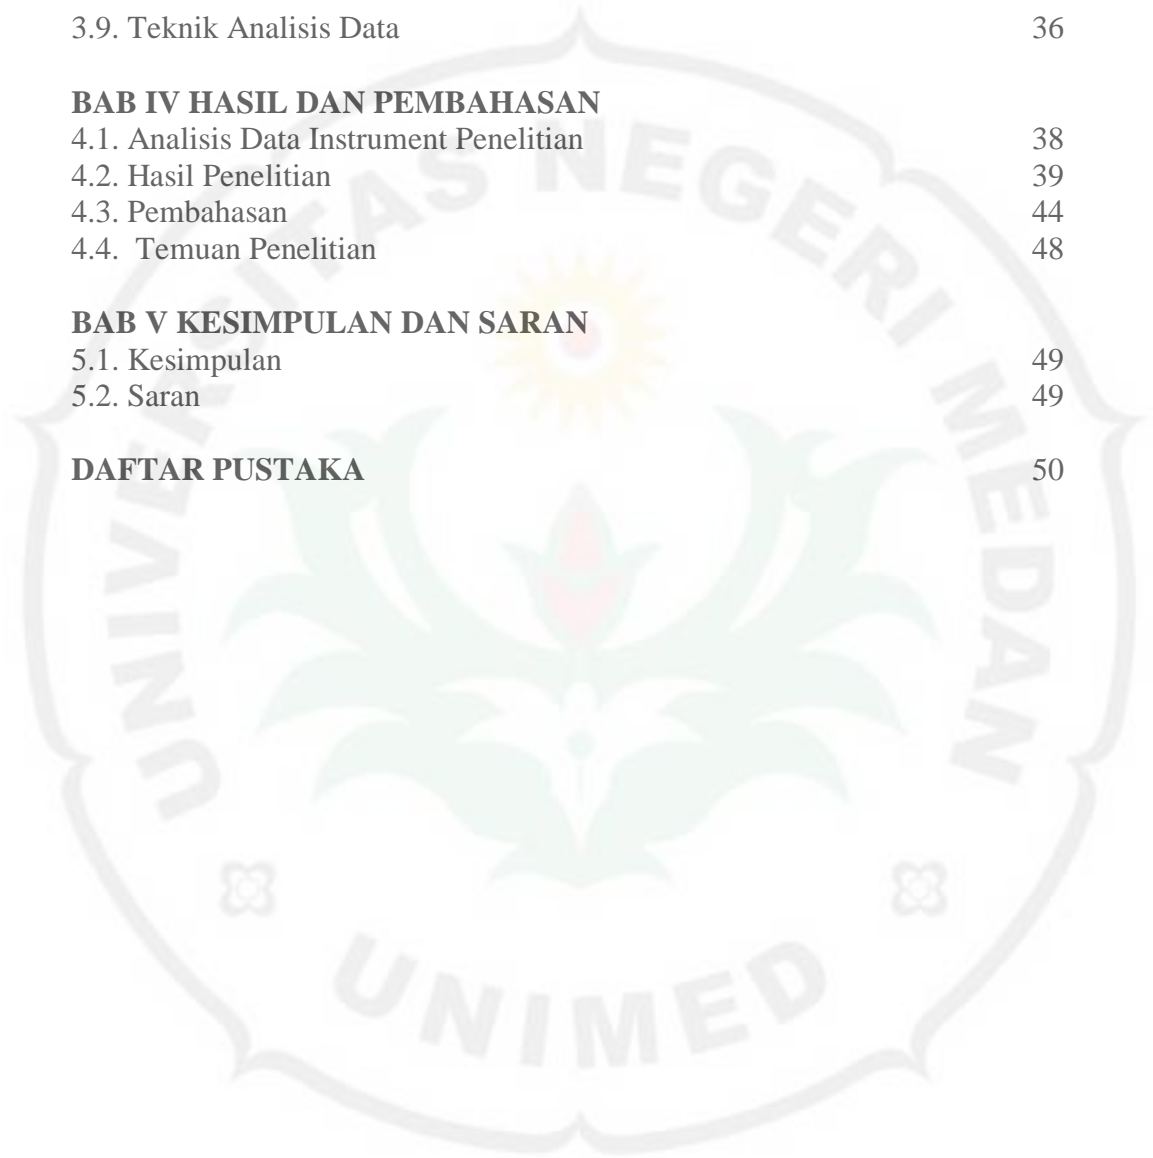 3.9. Teknik Analisis Data 36
BAB IV HASIL DAN PEMBAHASAN
4.1. Analisis Data Instrument Penelitian 38
4.2. Hasil Penelitian 39
4.3. Pembahasan 44
4.4. Temuan Penelitian 48
BAB V KESIMPULAN DAN SARAN
5.1. Kesimpulan 49
5.2. Saran 49
DAFTAR PUSTAKA 50
UNIVERSITAS NEGERI MEDAN
UNIMED